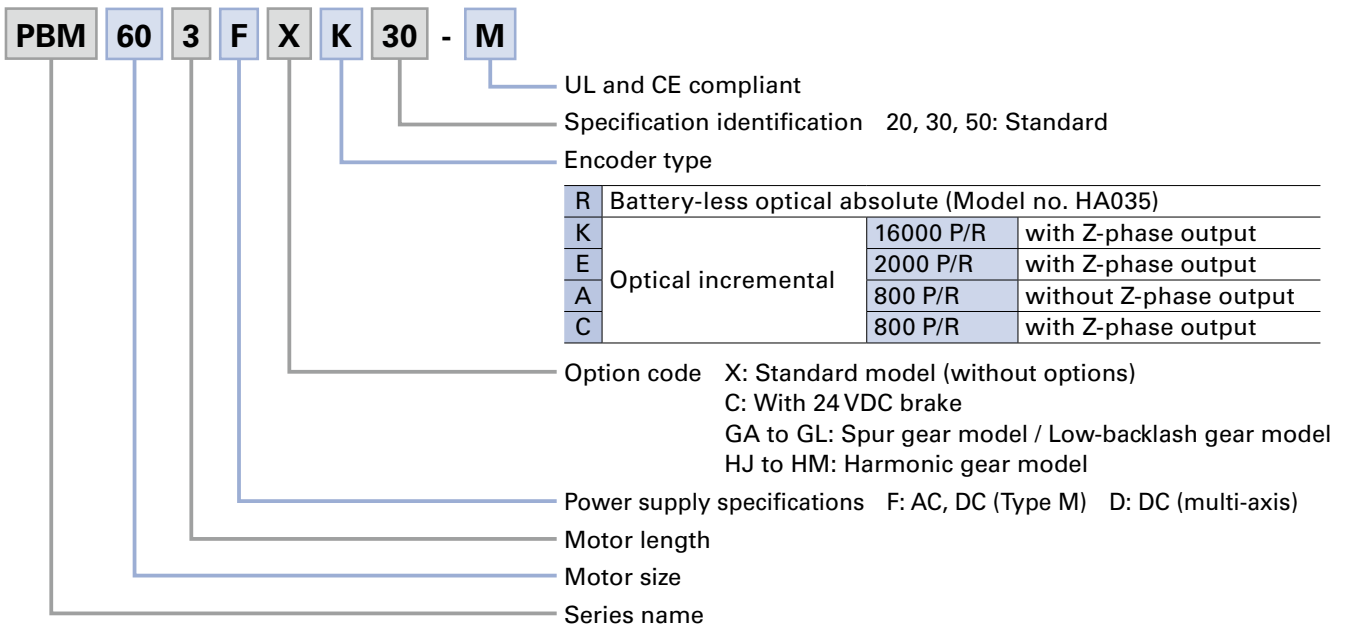 PBM 60 3 F X K 30 - M
UL and CE compliant
Specification identification 20, 30, 50: Standard
Encoder type
R Battery-less optical absolute (Model no. HA035)
K 16000 P/R with Z-phase output
E 2000 P/R with Z-phase output
Optical incremental
A 800 P/R without Z-phase output
C 800 P/R with Z-phase output
Option code X: Standard model (without options)
C: With 24 VDC brake
GA to GL: Spur gear model / Low-backlash gear model
HJ to HM: Harmonic gear model
Power supply specifications F: AC, DC (Type M) D: DC (multi-axis)
Motor length
Motor size
Series name